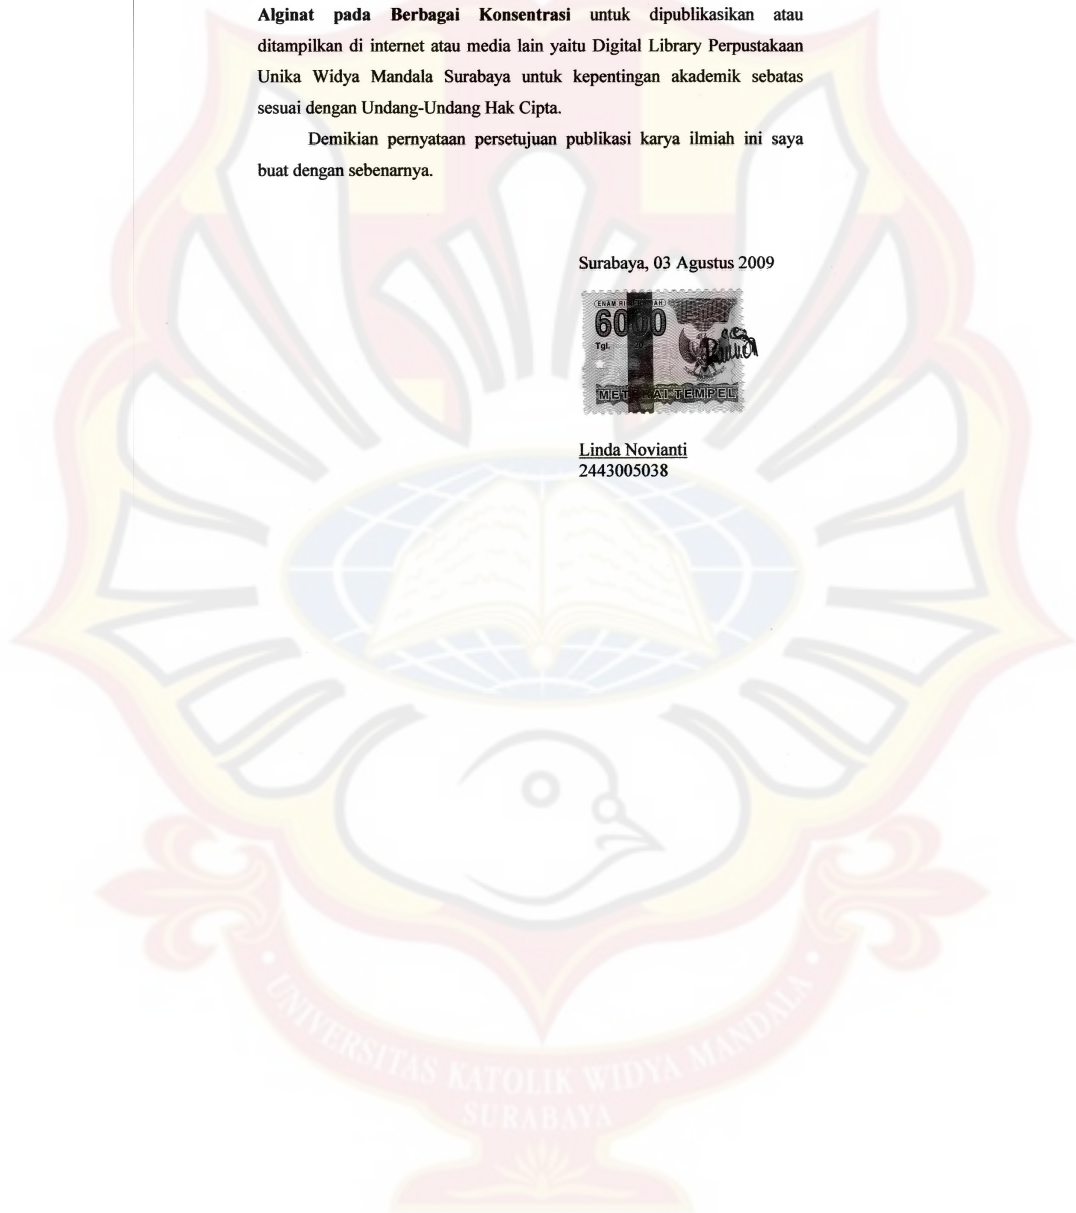 Alginat pada Berbagai Konsentrasi untuk dipublikasikan atau
ditampilkan di internet atau media lain yaitu Digital Library Perpustakaan
Unika Widya Mandala Surabaya untuk kepentingan akademik sebatas
sesuai dengan Undang-Undang Hak Cipta.
Demikian pernyataan persetujuan publikasi karya ilmiah ini saya
buat dengan sebenarnya.
Surabaya, 03 Agustus 2009
6000
Tgl.
20
TEMPEL
Linda Novianti
2443005038
UNIVERSITAS KATOLIK WIDYA MANDALA
SURABAYA